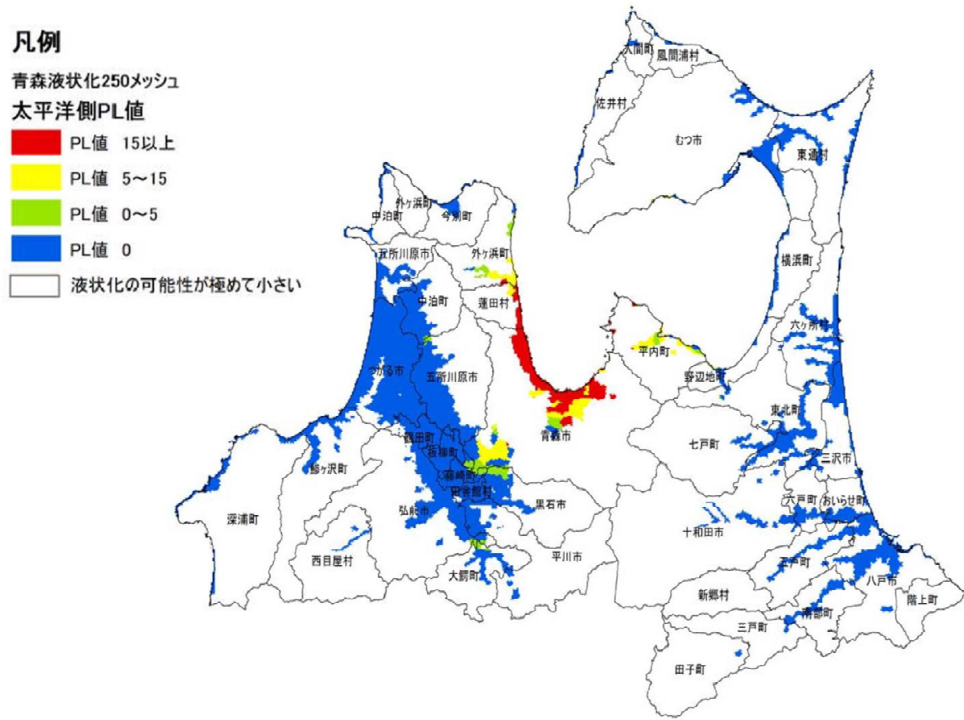 凡例
青森液状化250メッシュ
太平洋側PL値
PL値 15以上
PL値 5～15
PL値 0～5
PL値 0
液状化の可能性が極めて小さい
大間町
風間浦村
佐井村
むつ市
東通村
外ヶ浜町
中泊町
今別町
五所川原市
外ヶ浜町
横浜町
中泊町
蓬田村
六ヶ所村
平内町
つがる市
五所川原市
野辺地町
東北町
青森市
鶴田町
七戸町
板柳町
三沢市
鰺ヶ沢町
藤崎町
田舎館村
六戸町
おいらせ町
黒石市
弘前市
深浦町
十和田市
西目屋村
平川市
五戸町
大鰐町
八戸市
新郷村
階上町
南部町
三戸町
田子町